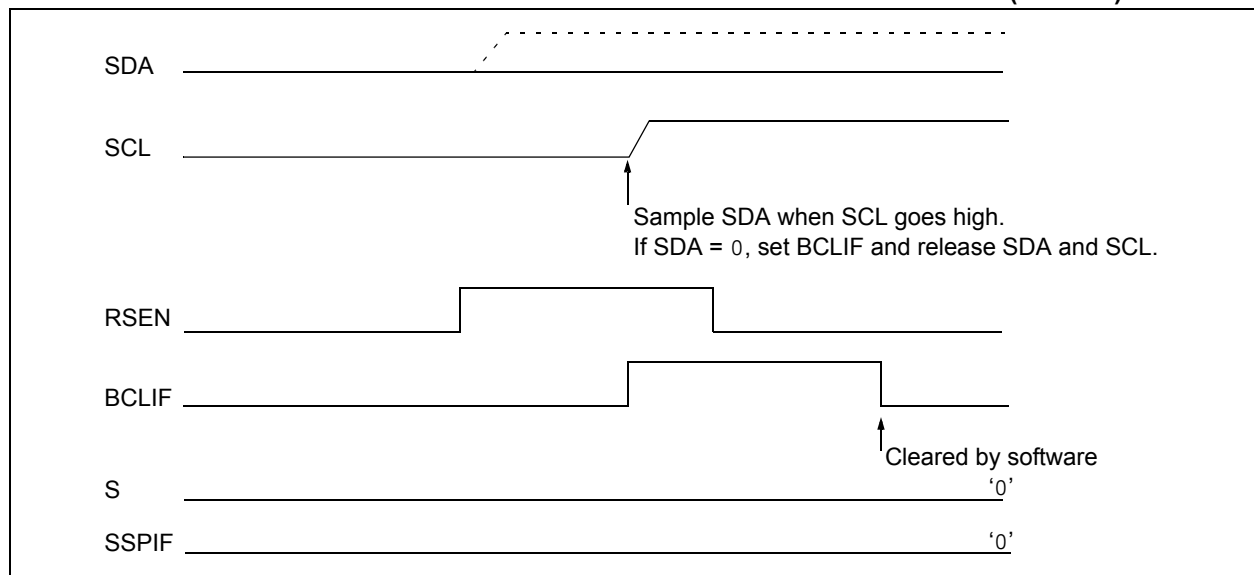 SDA
SCL
Sample SDA when SCL goes high.
If SDA = 0, set BCLIF and release SDA and SCL.
RSEN
BCLIF
Cleared by software
S
‘0’
SSPIF
‘0’